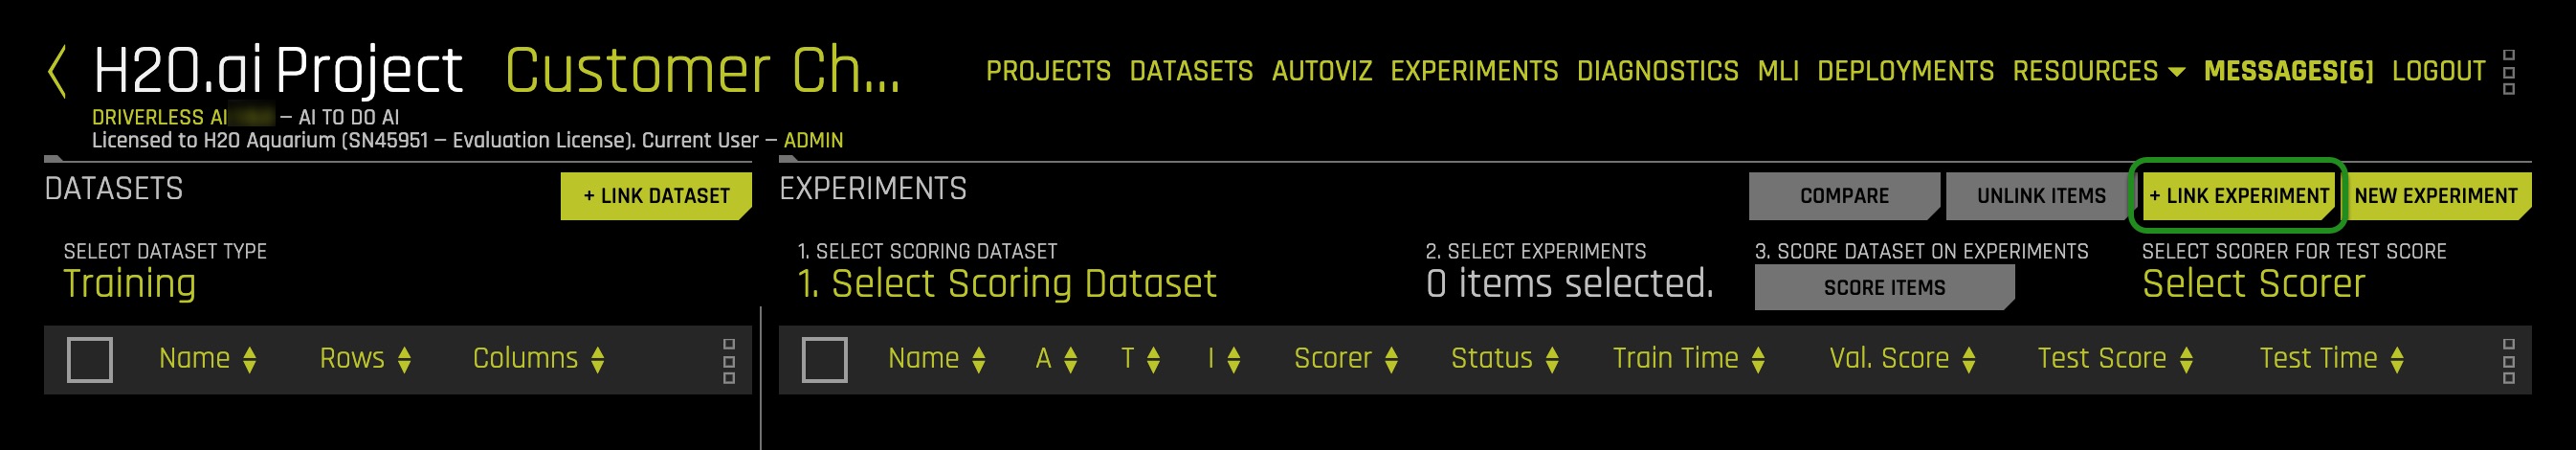 H2O.ai Project Customer Ch...
PROJECTS DATASETS AUTOVIZ EXPERIMENTS DIAGNOSTICS MLI DEPLOYMENTS RESOURCES MESSAGES[6] LOGOUT
DRIVERLESS AI — AI TO DO AI
Licensed to H2O Aquarium (SN45951 — Evaluation License). Current User — ADMIN
DATASETS
+ LINK DATASET
SELECT DATASET TYPE
Training
Name Rows Columns
EXPERIMENTS
COMPARE UNLINK ITEMS + LINK EXPERIMENT NEW EXPERIMENT
1. SELECT SCORING DATASET
1. Select Scoring Dataset
2. SELECT EXPERIMENTS
0 items selected.
3. SCORE DATASET ON EXPERIMENTS
SCORE ITEMS
SELECT SCORER FOR TEST SCORE
Select Scorer
Name A T I Scorer Status Train Time Val. Score Test Score Test Time